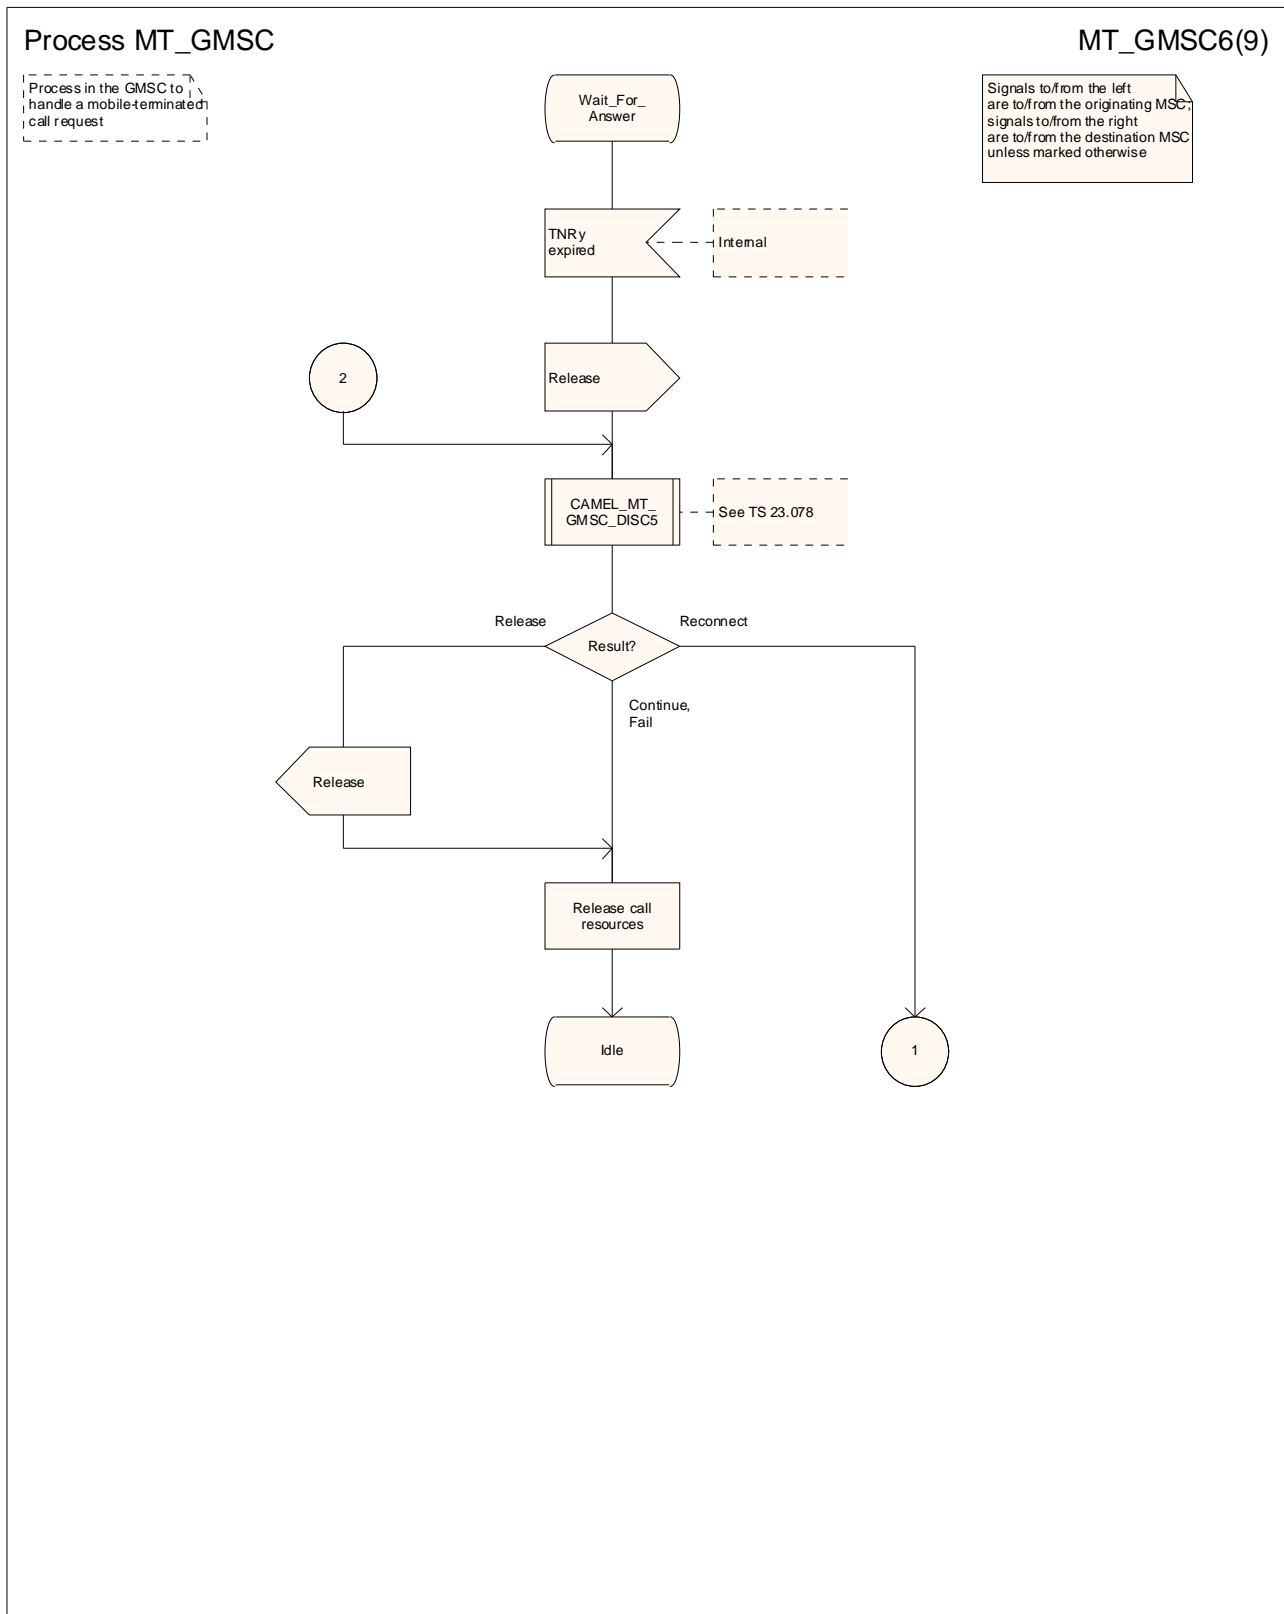 Process MT_GMSC
MT_GMSC6(9)
Process in the GMSC to
handle a mobile-terminated
call request
Signals to/from the left
are to/from the originating MSC;
signals to/from the right
are to/from the destination MSC
unless marked otherwise
Wait_For_
Answer
TNRy
expired
Internal
2
Release
CAMEL_MT_
GMSC_DISC5
See TS 23.078
Release
Reconnect
Result?
Continue,
Fail
Release
Release call
resources
Idle
1